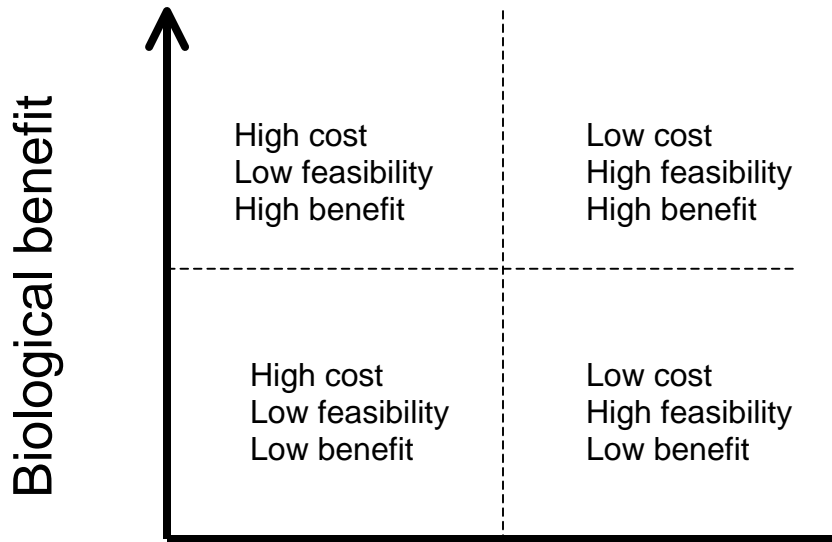 Biological benefit
High cost
Low feasibility
High benefit
Low cost
High feasibility
High benefit
High cost
Low feasibility
Low benefit
Low cost
High feasibility
Low benefit